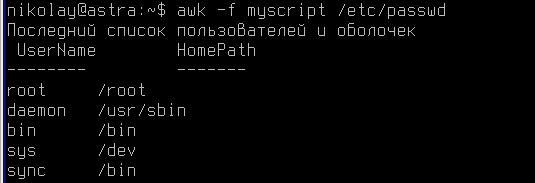 nikolay@astra:~$ awk -f myscript /etc/passwd
Последний список пользователей и оболочек
 UserName          HomePath
--------          -------
root     /root
daemon   /usr/sbin
bin      /bin
sys      /dev
sync     /bin